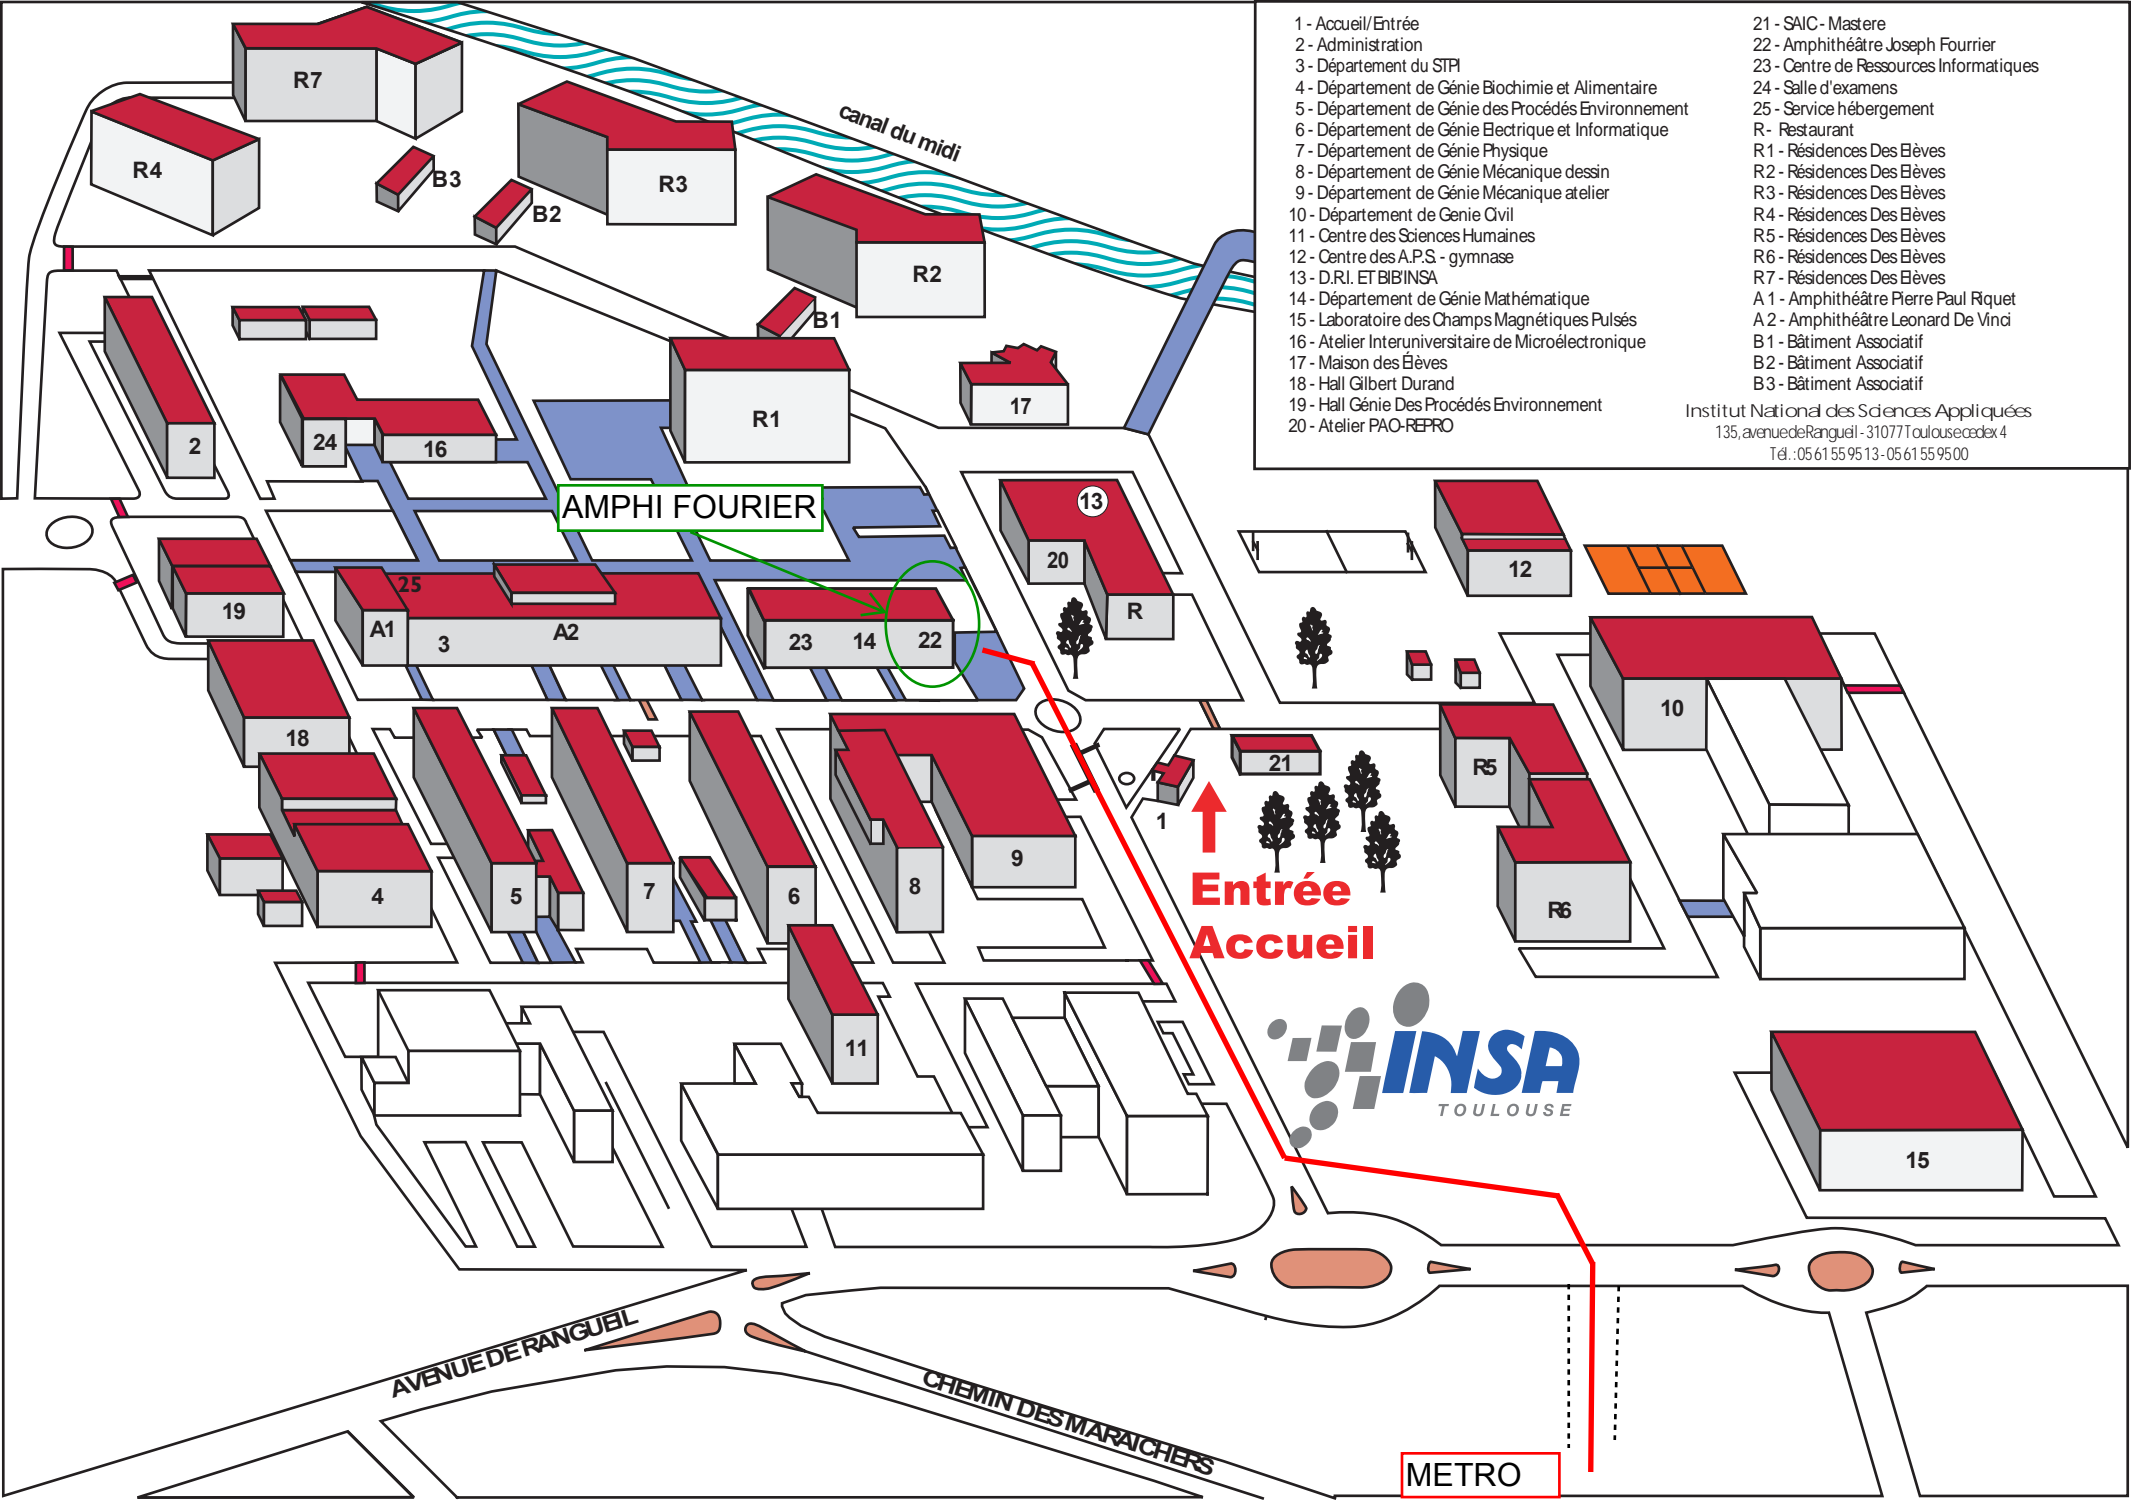 1 - Accueil/Entrée
2 - Administration
3 - Département du STPI
4 - Département de Génie Biochimie et Alimentaire
5 - Département de Génie des Procédés Environnement
6 - Département de Génie Electrique et Informatique
7 - Département de Génie Physique
8 - Département de Génie Mécanique dessin
9 - Département de Génie Mécanique atelier
10 - Département de Genie Civil
11 - Centre des Sciences Humaines
12 - Centre des A.P.S. - gymnase
13 - D.R.I. ET BIB'INSA
14 - Département de Génie Mathématique
15 - Laboratoire des Champs Magnétiques Pulsés
16 - Atelier Interuniversitaire de Microélectronique
17 - Maison des Élèves
18 - Hall Gilbert Durand
19 - Hall Génie Des Procédés Environnement
20 - Atelier PAO-REPRO
21 - SAIC - Mastere
22 - Amphithéâtre Joseph Fourrier
23 - Centre de Ressources Informatiques
24 - Salle d'examens
25 - Service hébergement
R - Restaurant
R1 - Résidences Des Elèves
R2 - Résidences Des Elèves
R3 - Résidences Des Elèves
R4 - Résidences Des Elèves
R5 - Résidences Des Elèves
R6 - Résidences Des Elèves
R7 - Résidences Des Elèves
A1 - Amphithéâtre Pierre Paul Riquet
A2 - Amphithéâtre Leonard De Vinci
B1 - Bâtiment Associatif
B2 - Bâtiment Associatif
B3 - Bâtiment Associatif
Institut National des Sciences Appliquées
135, avenue de Rangueil - 31077 Toulouse cedex 4
Tél. : 05 61 55 95 13 - 05 61 55 95 00
R7
canal du midi
R4
B3
R3
B2
R2
B1
17
R1
2
24
16
AMPHI FOURIER
13
20
12
25
19
A1
3
A2
23
14
22
R
18
10
21
R5
1
9
4
5
7
6
8
Entrée
Accueil
R6
11
INSA
TOULOUSE
15
AVENUE DE RANGUEIL
CHEMIN DES MARAICHERS
METRO